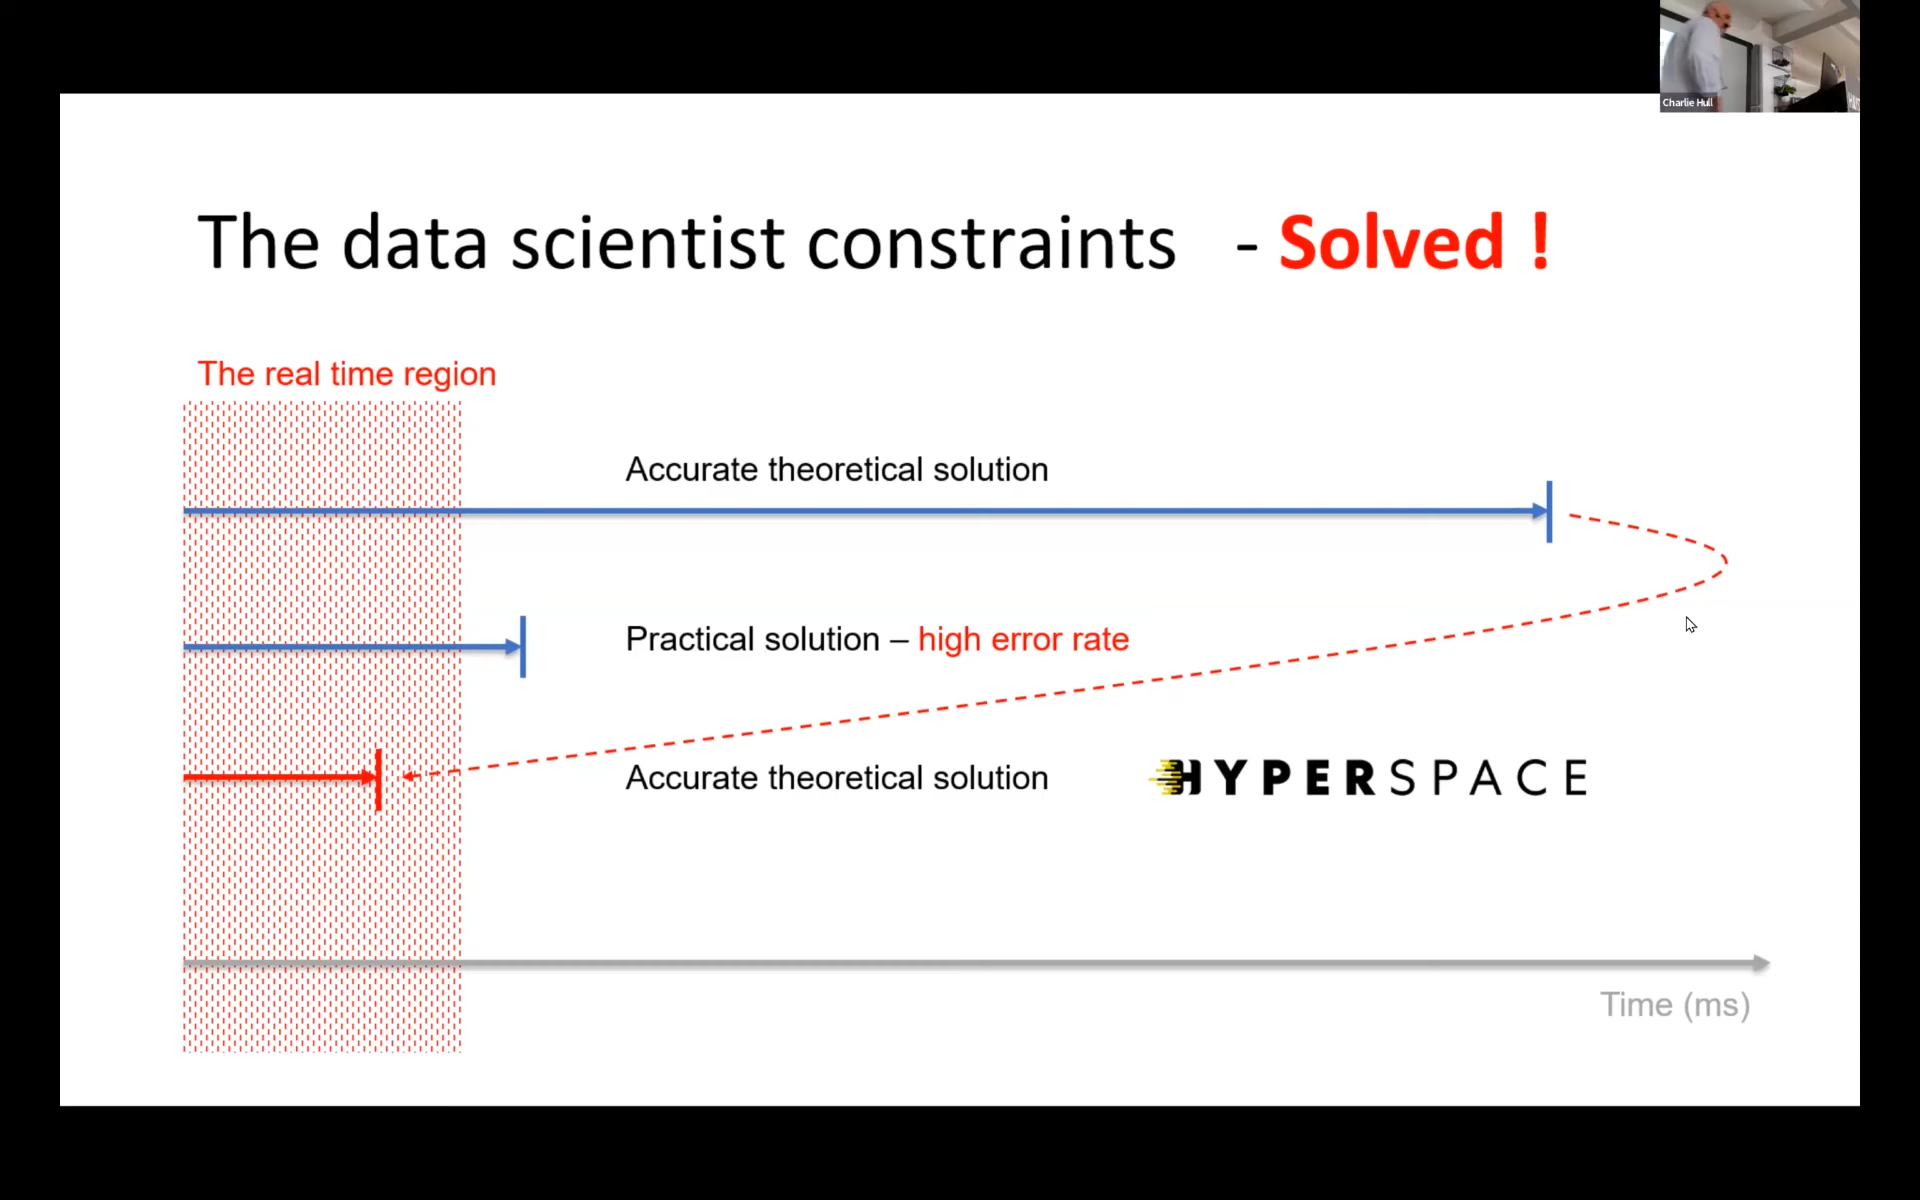 Charlie Hull
The data scientist constraints - Solved !
The real time region
Accurate theoretical solution
Practical solution – high error rate
Accurate theoretical solution
HYPERSPACE
Time (ms)